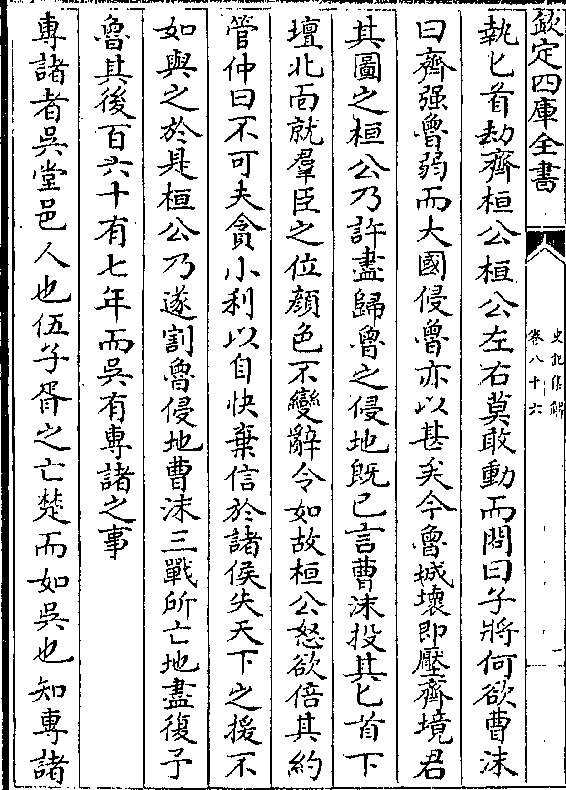 欽定四庫全書
史記集解
卷八十六
執匕首劫齊桓公桓公左右莫敢動而問曰子將何欲曹沫
曰齊强魯弱而大國侵魯亦以甚矣今魯城壞即壓齊境君
其圖之桓公乃許盡歸魯之侵地既已言曹沫投其匕首下
壇北面就羣臣之位顔色不變辭令如故桓公怒欲倍其約
管仲曰不可夫貪小利以自快棄信於諸侯失天下之援不
如與之於是桓公乃遂割魯侵地曹沫三戰所亡地盡復予
魯其後百六十有七年而吳有專諸之事
專諸者吳堂邑人也伍子胥之亡楚而如吳也知專諸